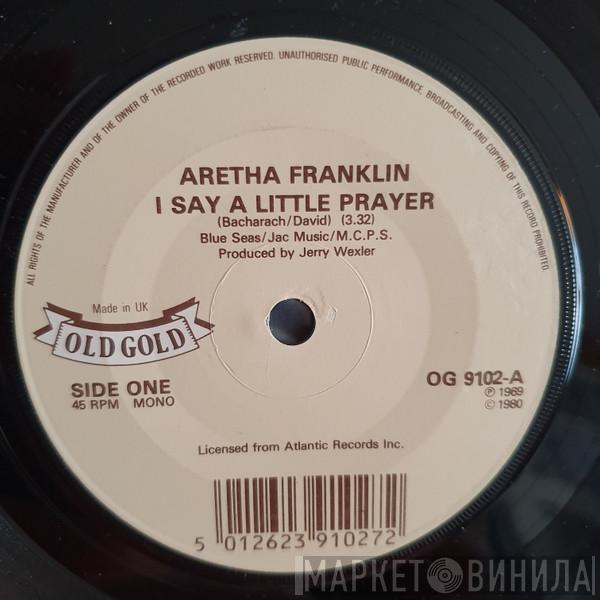 ALL RIGHTS OF THE MANUFACTURER AND OF THE OWNER OF THE RECORDED WORK RESERVED. UNAUTHORISED PUBLIC PERFORMANCE, BROADCASTING AND COPYING OF THIS RECORD PROHIBITED.
ARETHA FRANKLIN
I SAY A LITTLE PRAYER
(Bacharach/David) (3.32)
Blue Seas/Jac Music/M.C.P.S.
Produced by Jerry Wexler
Made in UK
OLD GOLD
SIDE ONE
45 RPM MONO
OG 9102-A
℗ 1969
© 1980
Licensed from Atlantic Records Inc.
5 012623 910272
МАРКЕТ ВИНИЛА